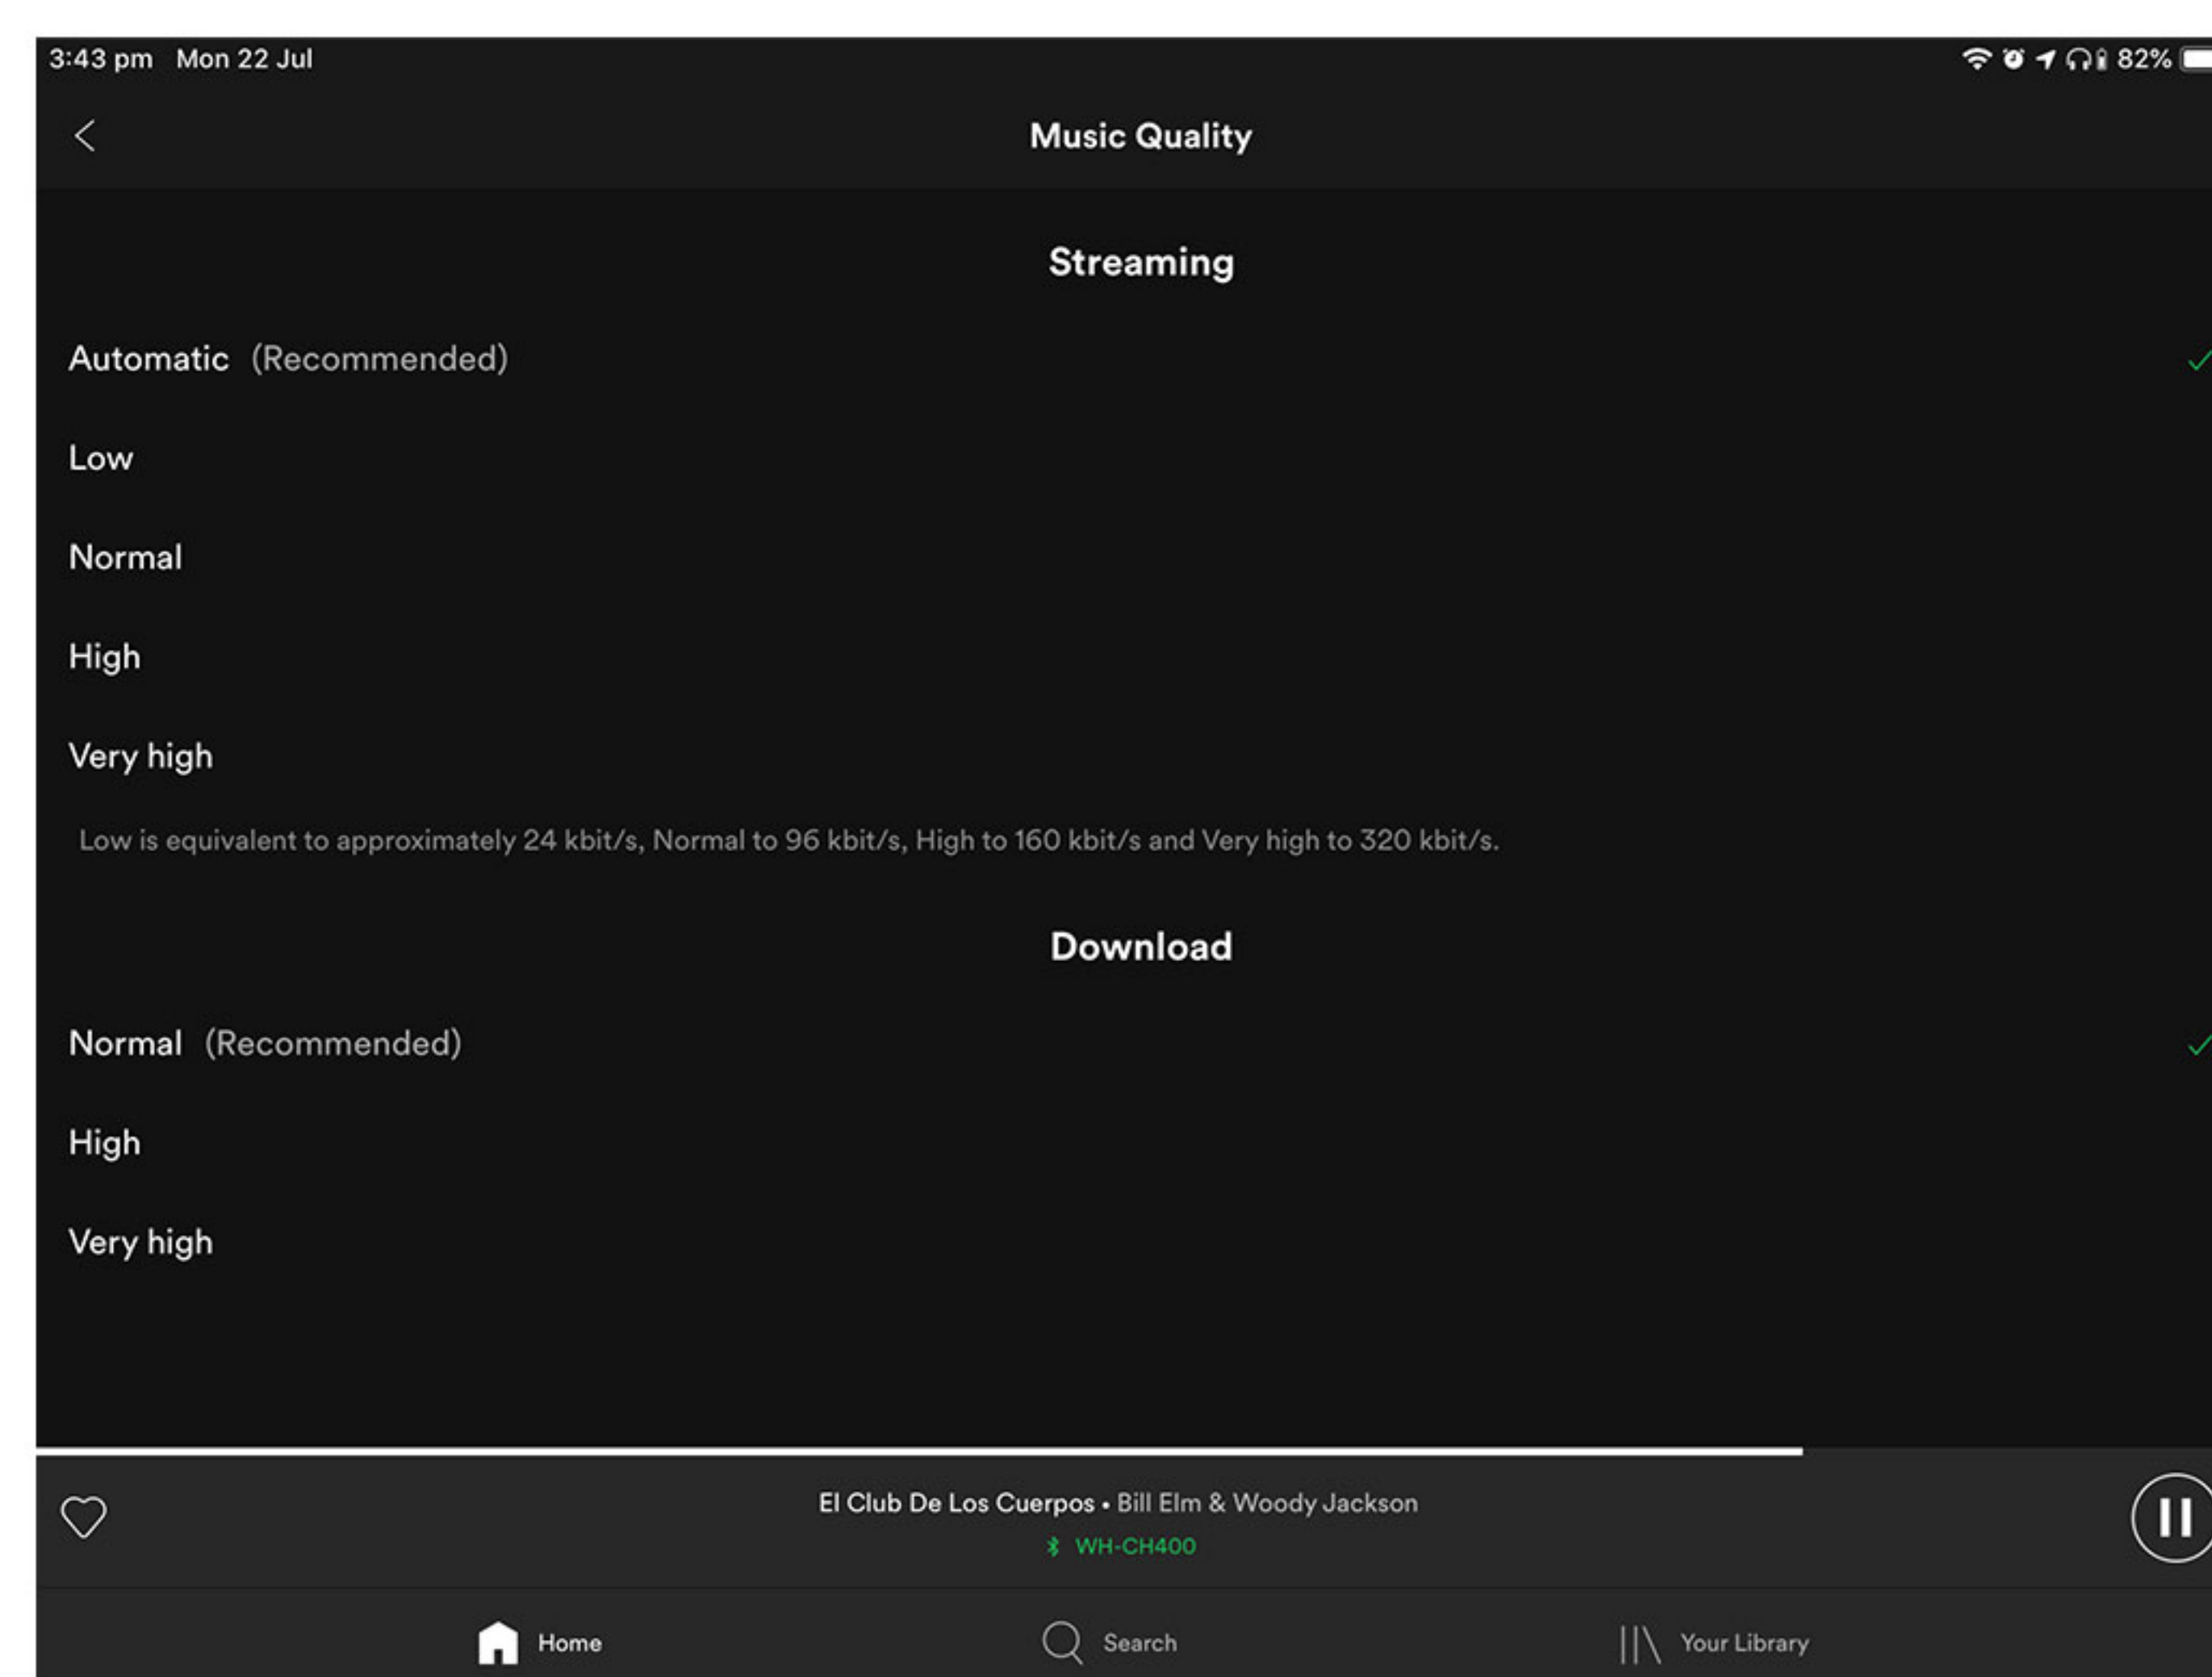 3:43 pm Mon 22 Jul 82%
Music Quality
Streaming
Automatic (Recommended)
Low
Normal
High
Very high
Low is equivalent to approximately 24 kbit/s, Normal to 96 kbit/s, High to 160 kbit/s and Very high to 320 kbit/s.
Download
Normal (Recommended)
High
Very high
El Club De Los Cuerpos • Bill Elm & Woody Jackson
WH-CH400
Home Search Your Library